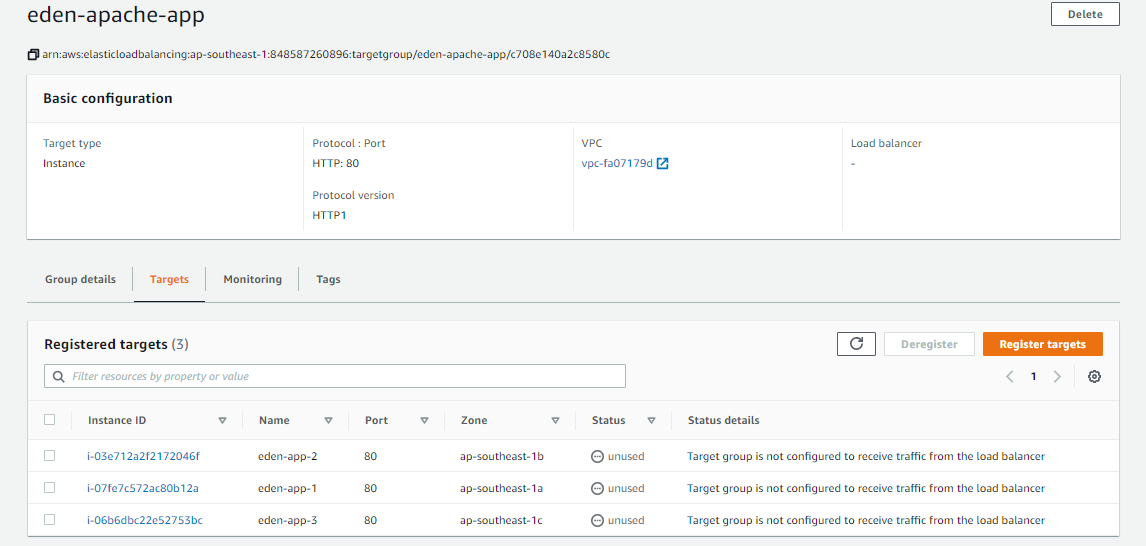 eden-apache-app
Delete
arn:aws:elasticloadbalancing:ap-southeast-1:848587260896:targetgroup/eden-apache-app/c708e140a2c8580c
Basic configuration
Target type Protocol : Port VPC Load balancer
Instance HTTP: 80 vpc-fa07179d -
Protocol version
HTTP1
Group details Targets Monitoring Tags
Registered targets (3) Deregister Register targets
Filter resources by property or value 1
Instance ID Name Port Zone Status Status details
i-03e712a2f2172046f eden-app-2 80 ap-southeast-1b unused Target group is not configured to receive traffic from the load balancer
i-07fe7c572ac80b12a eden-app-1 80 ap-southeast-1a unused Target group is not configured to receive traffic from the load balancer
i-06b6dbc22e52753bc eden-app-3 80 ap-southeast-1c unused Target group is not configured to receive traffic from the load balancer